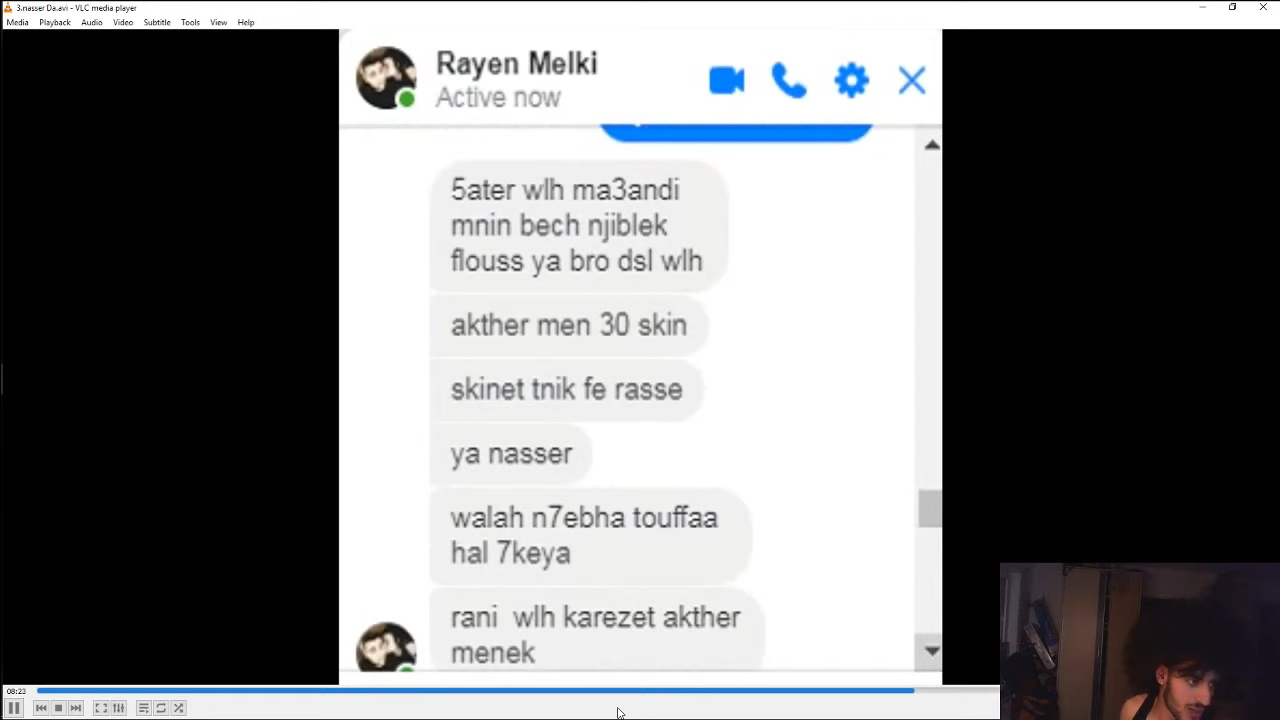 3.nasser Da.avi - VLC media player
Media Playback Audio Video Subtitle Tools View Help
Rayen Melki
Active now
5ater wlh ma3andi
mnin bech njiblek
flouss ya bro dsl wlh
akther men 30 skin
skinet tnik fe rasse
ya nasser
walah n7ebha touffaa
hal 7keya
rani wlh karezet akther
menek
08:23